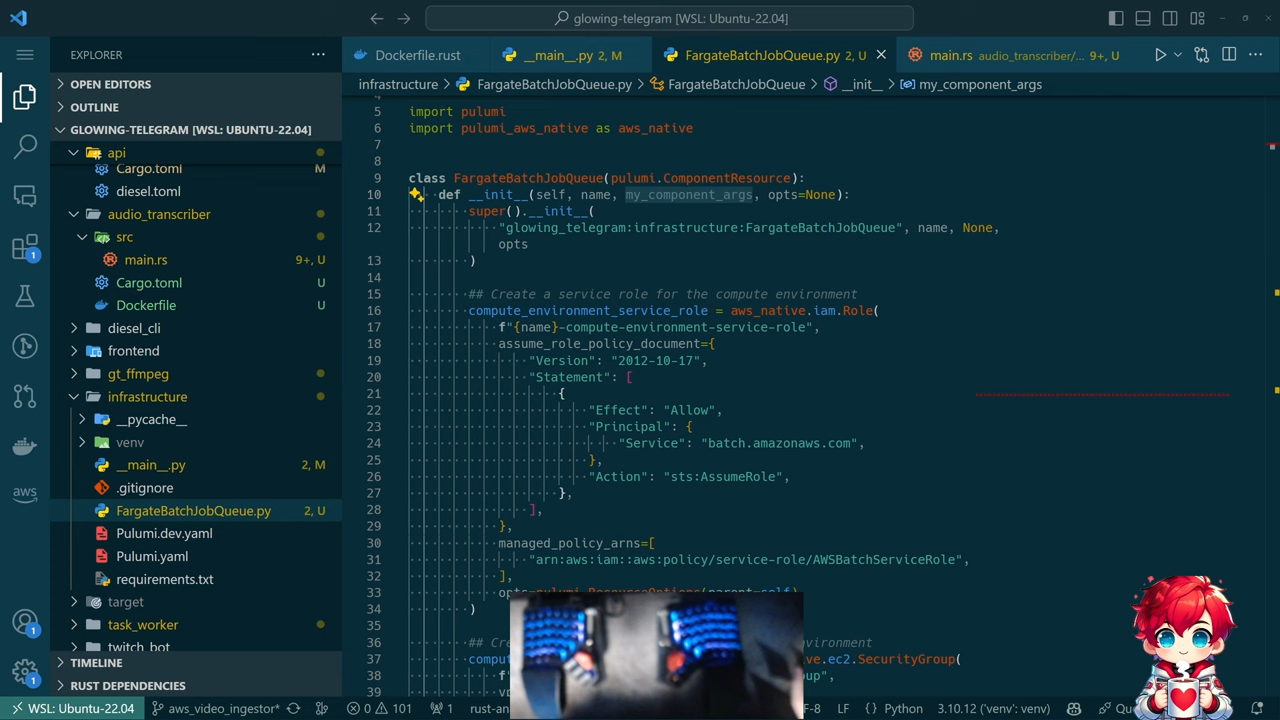 glowing-telegram [WSL: Ubuntu-22.04]
EXPLORER
OPEN EDITORS
OUTLINE
GLOWING-TELEGRAM [WSL: UBUNTU-22.04]
api
Cargo.toml M
diesel.toml
audio_transcriber
src
main.rs 9+, U
Cargo.toml U
Dockerfile U
diesel_cli
frontend
gt_ffmpeg
infrastructure
__pycache__
venv
__main__.py 2, M
.gitignore
FargateBatchJobQueue.py 2, U
Pulumi.dev.yaml
Pulumi.yaml
requirements.txt
target
task_worker
twitch_bot
TIMELINE
RUST DEPENDENCIES
1
aws
1
1
Dockerfile.rust __main__.py 2, M FargateBatchJobQueue.py 2, U main.rs audio_transcriber/... 9+, U
infrastructure > FargateBatchJobQueue.py > FargateBatchJobQueue > __init__ > my_component_args
5 import pulumi
6 import pulumi_aws_native as aws_native
7
8
9 class FargateBatchJobQueue(pulumi.ComponentResource):
10 def __init__(self, name, my_component_args, opts=None):
11 super().__init__(
12 "glowing_telegram:infrastructure:FargateBatchJobQueue", name, None,
opts
13 )
14
15 ## Create a service role for the compute environment
16 compute_environment_service_role = aws_native.iam.Role(
17 f"{name}-compute-environment-service-role",
18 assume_role_policy_document={
19 "Version": "2012-10-17",
20 "Statement": [
21 {
22 "Effect": "Allow",
23 "Principal": {
24 "Service": "batch.amazonaws.com",
25 },
26 "Action": "sts:AssumeRole",
27 },
28 ],
29 },
30 managed_policy_arns=[
31 "arn:aws:iam::aws:policy/service-role/AWSBatchServiceRole",
32 ],
33 opts=pulumi.ResourceOptions(parent=self)
34 )
35
36 ## Cre
37 .ec2.SecurityGroup(
38 f"
39
WSL: Ubuntu-22.04 aws_video_ingestor* 0 101 1 LF Python 3.10.12 ('venv': venv)